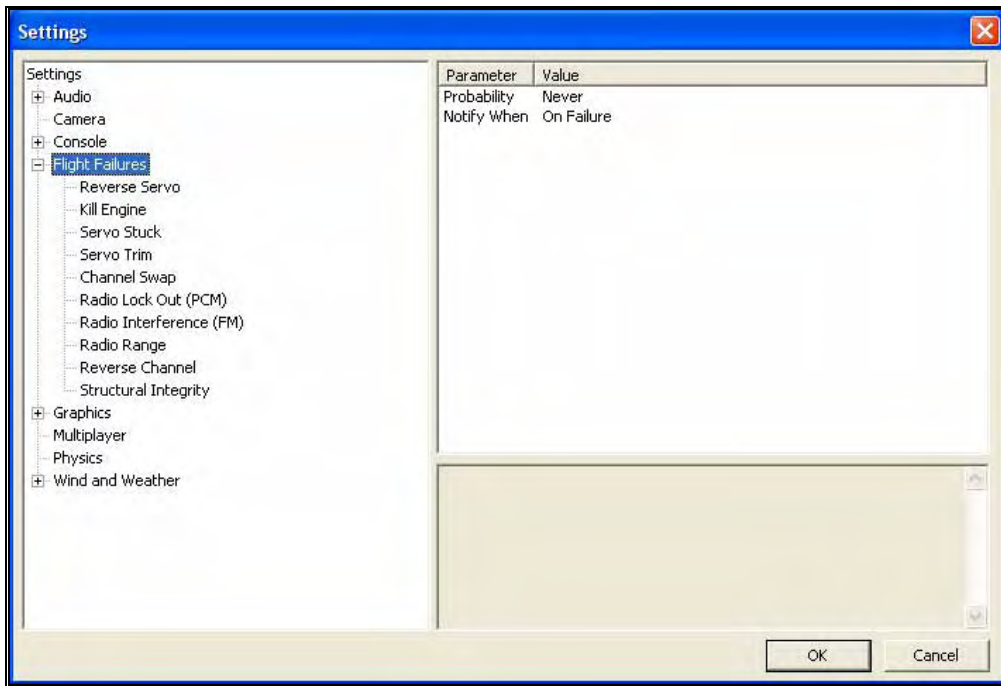 Settings
Settings
Audio
Camera
Console
Flight Failures
Reverse Servo
Kill Engine
Servo Stuck
Servo Trim
Channel Swap
Radio Lock Out (PCM)
Radio Interference (FM)
Radio Range
Reverse Channel
Structural Integrity
Graphics
Multiplayer
Physics
Wind and Weather
Parameter Value
Probability Never
Notify When On Failure
OK Cancel